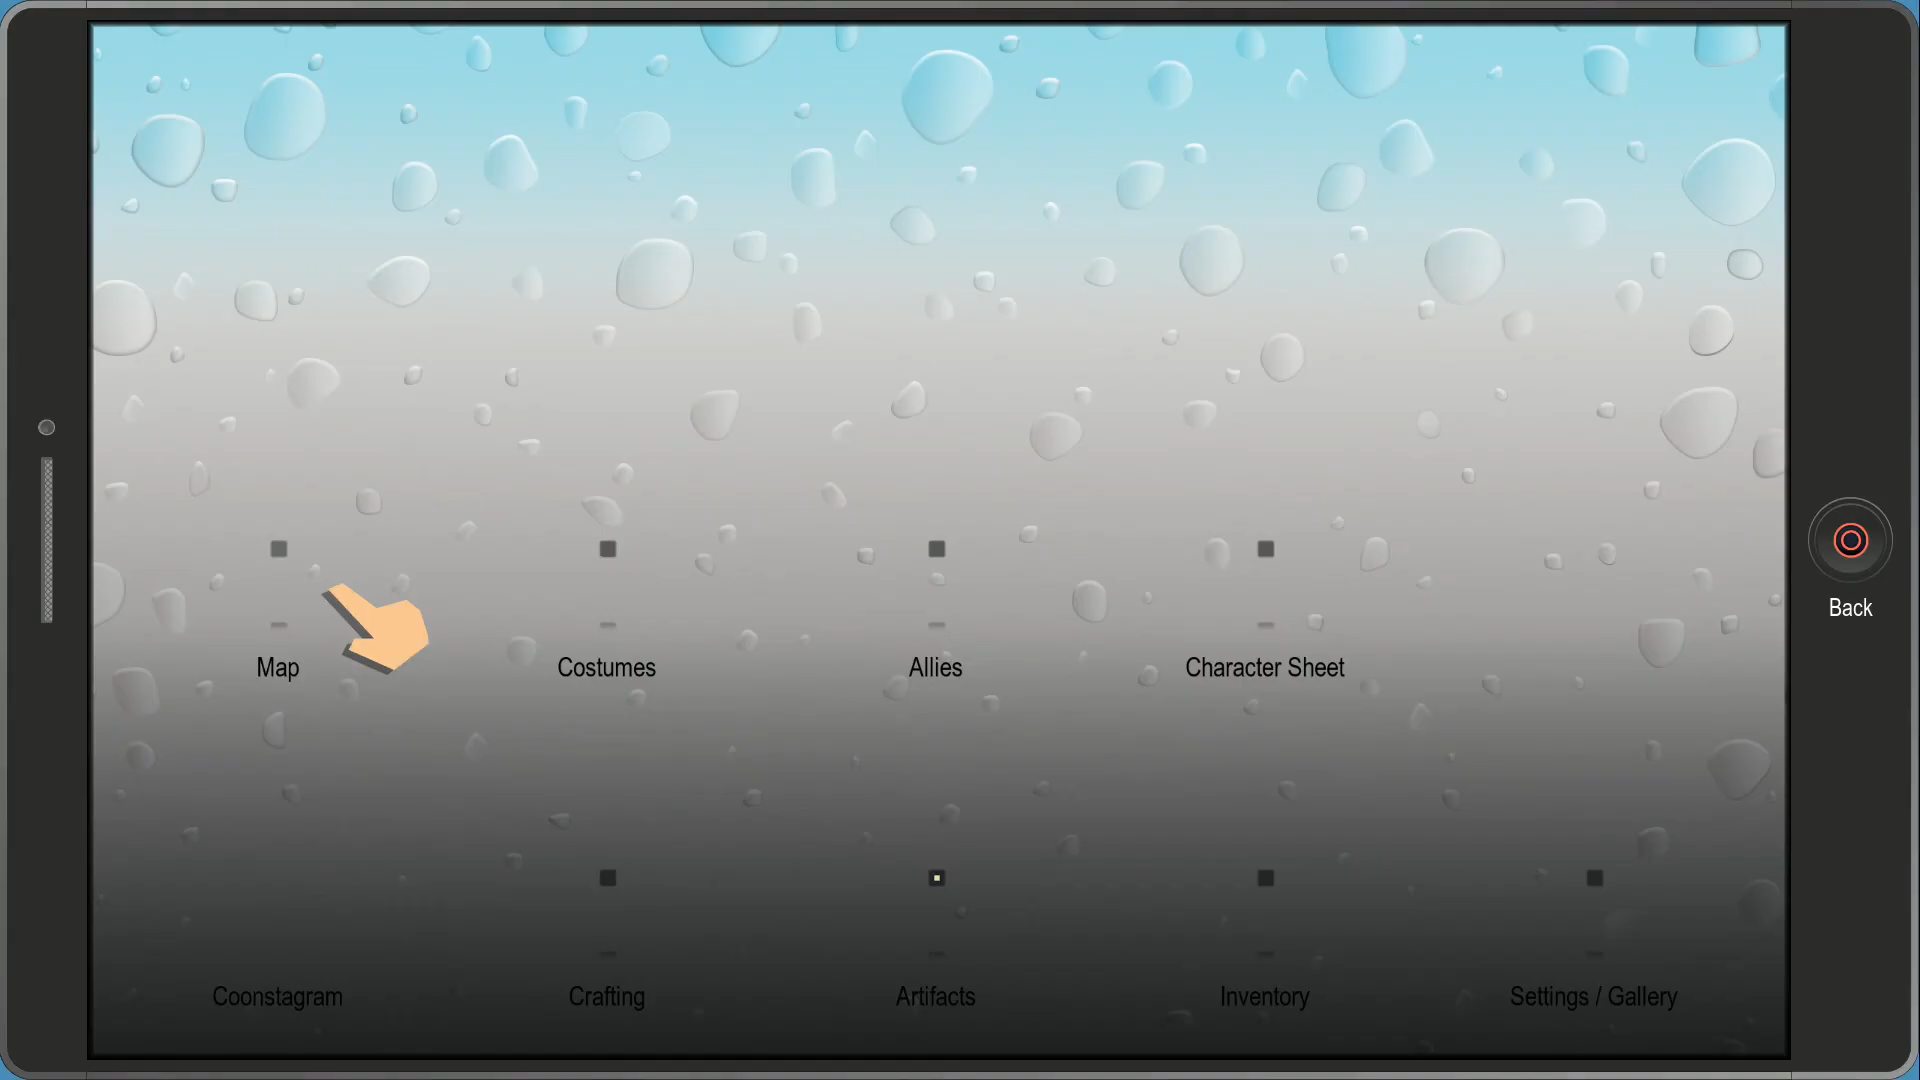 Back
Map
Costumes
Allies
Character Sheet
Coonstagram
Crafting
Artifacts
Inventory
Settings / Gallery